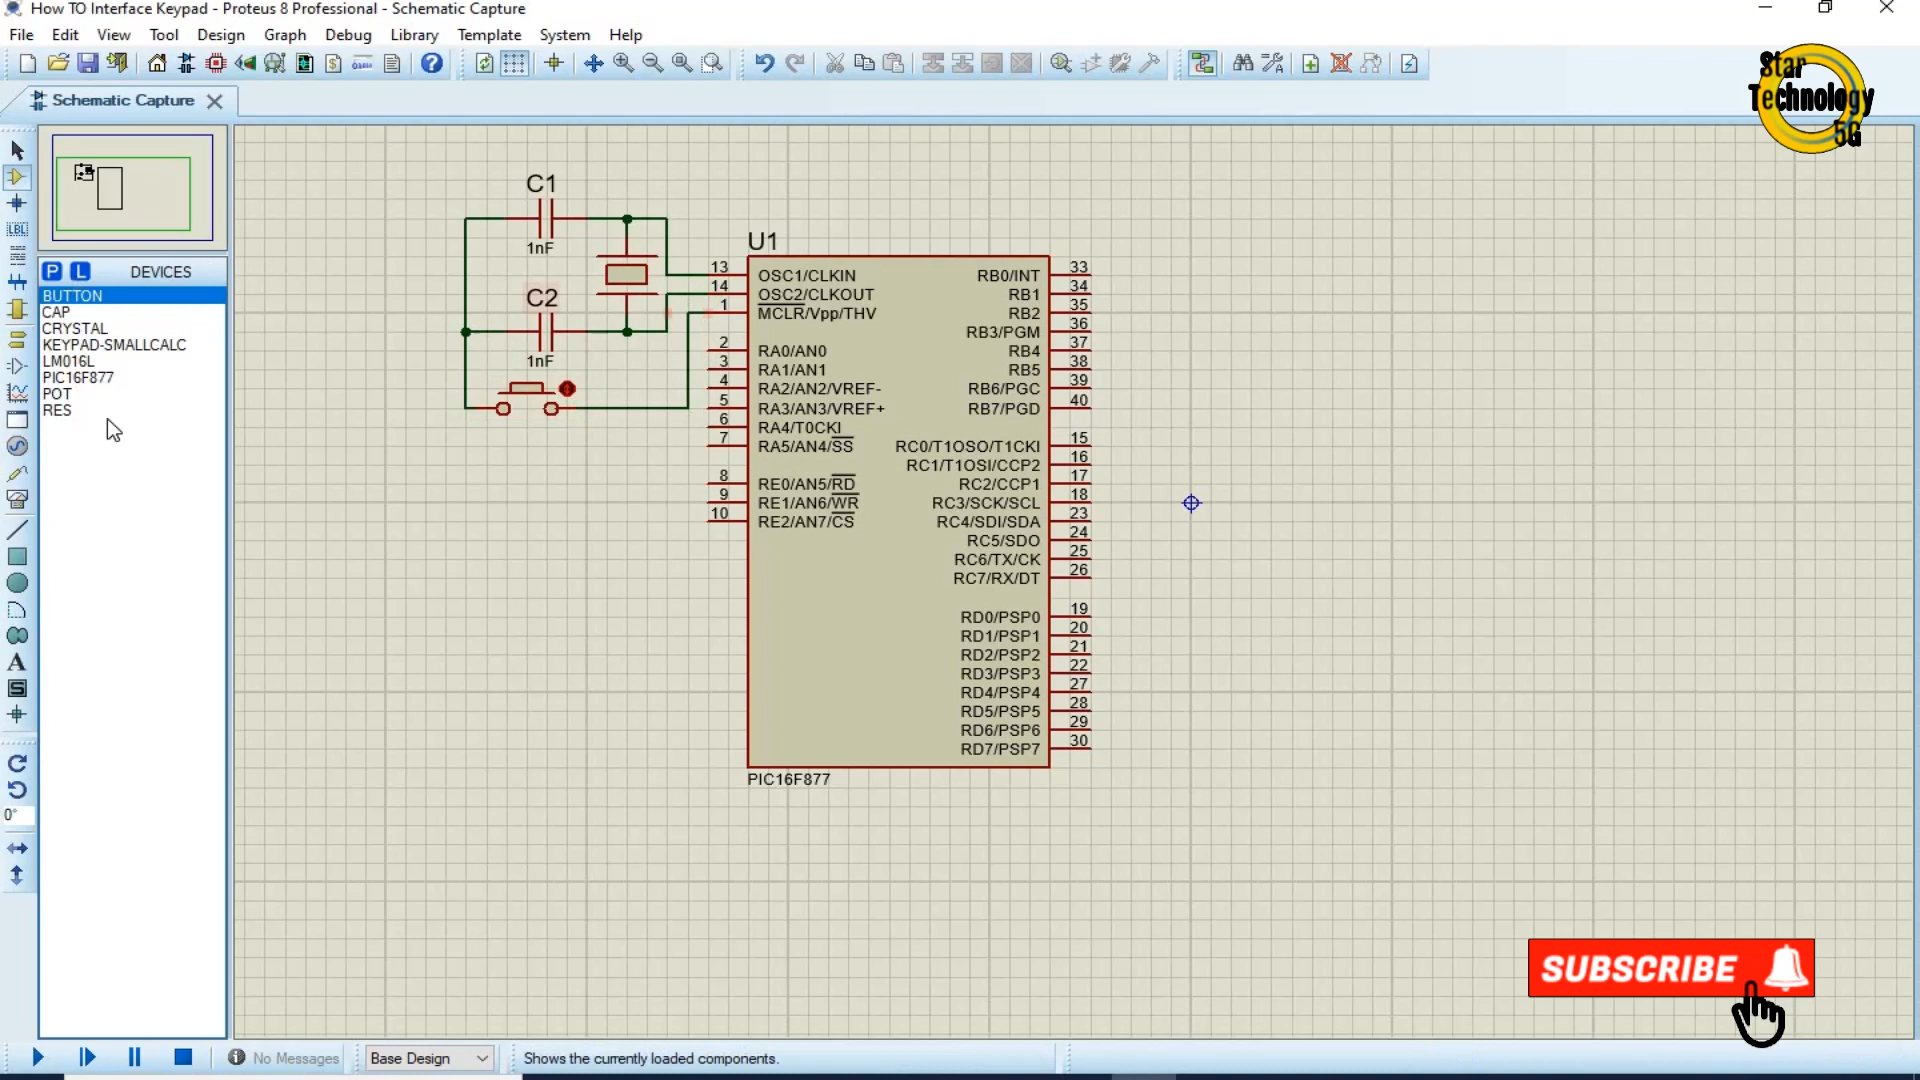 How TO Interface Keypad - Proteus 8 Professional - Schematic Capture
File Edit View Tool Design Graph Debug Library Template System Help
Schematic Capture
Star
Technology
5G
P L DEVICES
BUTTON
CAP
CRYSTAL
KEYPAD-SMALLCALC
LM016L
PIC16F877
POT
RES
LBL
A
S
0°
C1
1nF
C2
1nF
U1
13 OSC1/CLKIN
14 OSC2/CLKOUT
1 MCLR/Vpp/THV
2 RA0/AN0
3 RA1/AN1
4 RA2/AN2/VREF-
5 RA3/AN3/VREF+
6 RA4/T0CKI
7 RA5/AN4/SS
8 RE0/AN5/RD
9 RE1/AN6/WR
10 RE2/AN7/CS
RB0/INT 33
RB1 34
RB2 35
RB3/PGM 36
RB4 37
RB5 38
RB6/PGC 39
RB7/PGD 40
RC0/T1OSO/T1CKI 15
RC1/T1OSI/CCP2 16
RC2/CCP1 17
RC3/SCK/SCL 18
RC4/SDI/SDA 23
RC5/SDO 24
RC6/TX/CK 25
RC7/RX/DT 26
RD0/PSP0 19
RD1/PSP1 20
RD2/PSP2 21
RD3/PSP3 22
RD4/PSP4 27
RD5/PSP5 28
RD6/PSP6 29
RD7/PSP7 30
PIC16F877
SUBSCRIBE
No Messages
Base Design
Shows the currently loaded components.